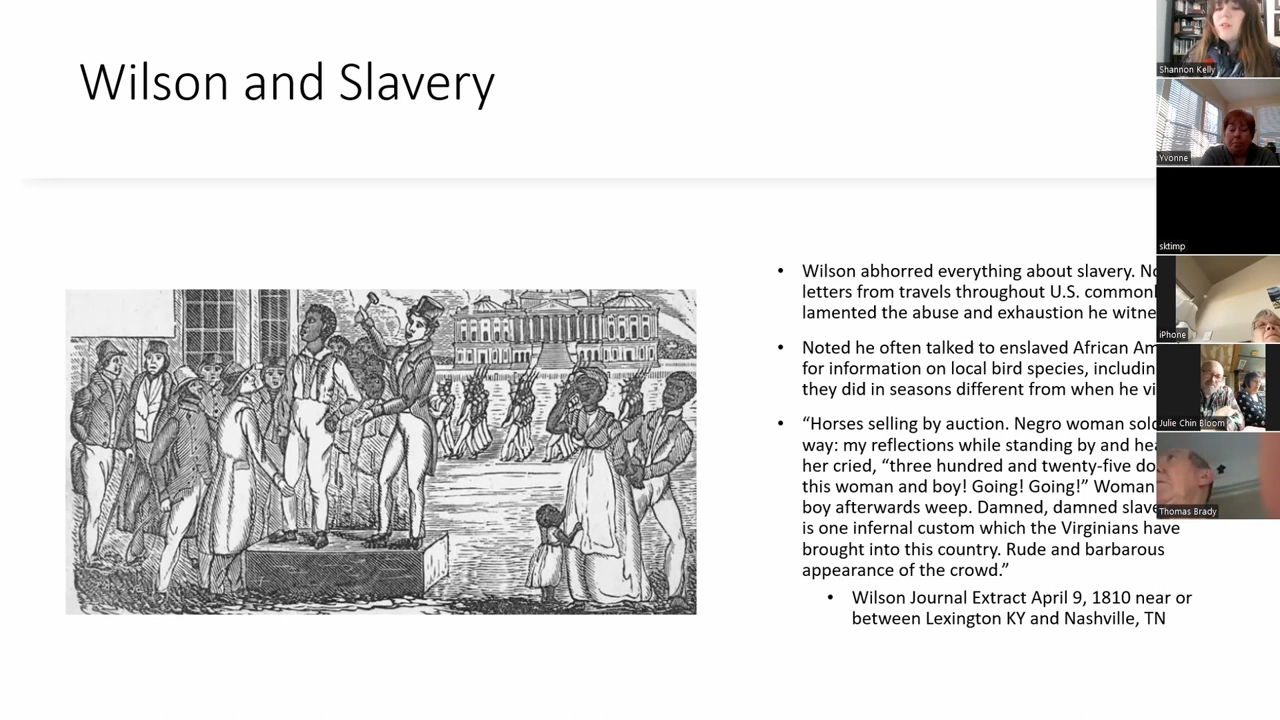 Wilson and Slavery
Wilson abhorred everything about slavery.
letters from travels throughout U.S.
lamented the abuse and exhaustion he
Noted he often talked to enslaved African
for information on local bird species,
they did in seasons different from when he
“Horses selling by auction. Negro woman
way: my reflections while standing by and
her cried, “three hundred and twenty-five
this woman and boy! Going! Going!” Woman
boy afterwards weep. Damned, damned
is one infernal custom which the Virginians have
brought into this country. Rude and barbarous
appearance of the crowd.”
Wilson Journal Extract April 9, 1810 near or
between Lexington KY and Nashville, TN
Shannon Kelly
Yvonne
sktimp
iPhone
Julie Chin Bloom
Thomas Brady